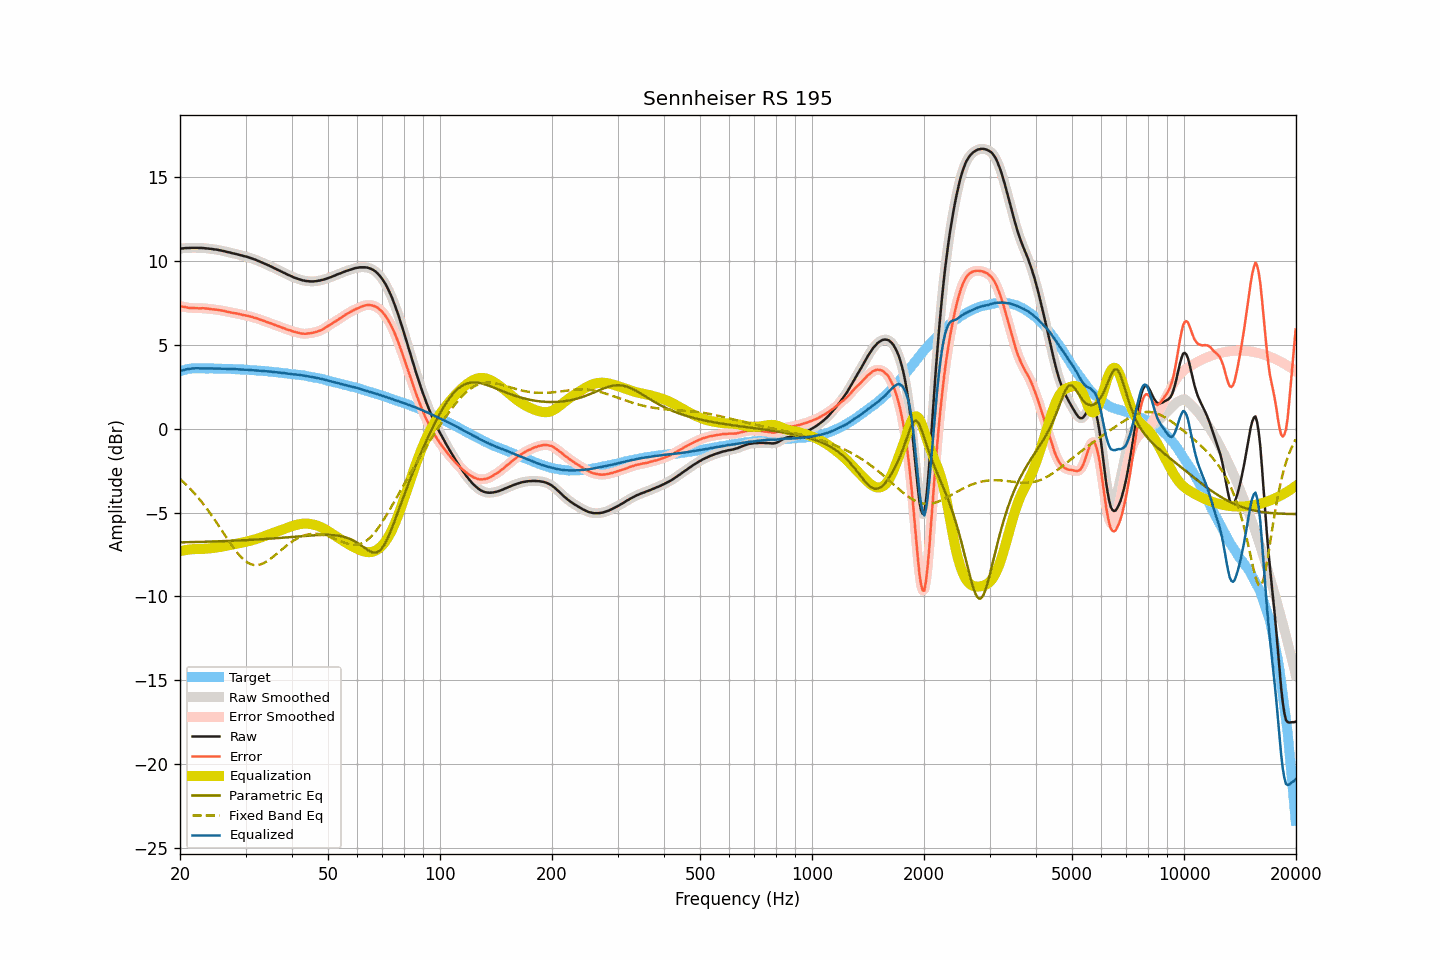 Sennheiser RS 195
Amplitude (dBr)
15
10
5
0
−5
−10
−15
−20
−25
Target
Raw Smoothed
Error Smoothed
Raw
Error
Equalization
Parametric Eq
Fixed Band Eq
Equalized
20 50 100 200 500 1000 2000 5000 10000 20000
Frequency (Hz)